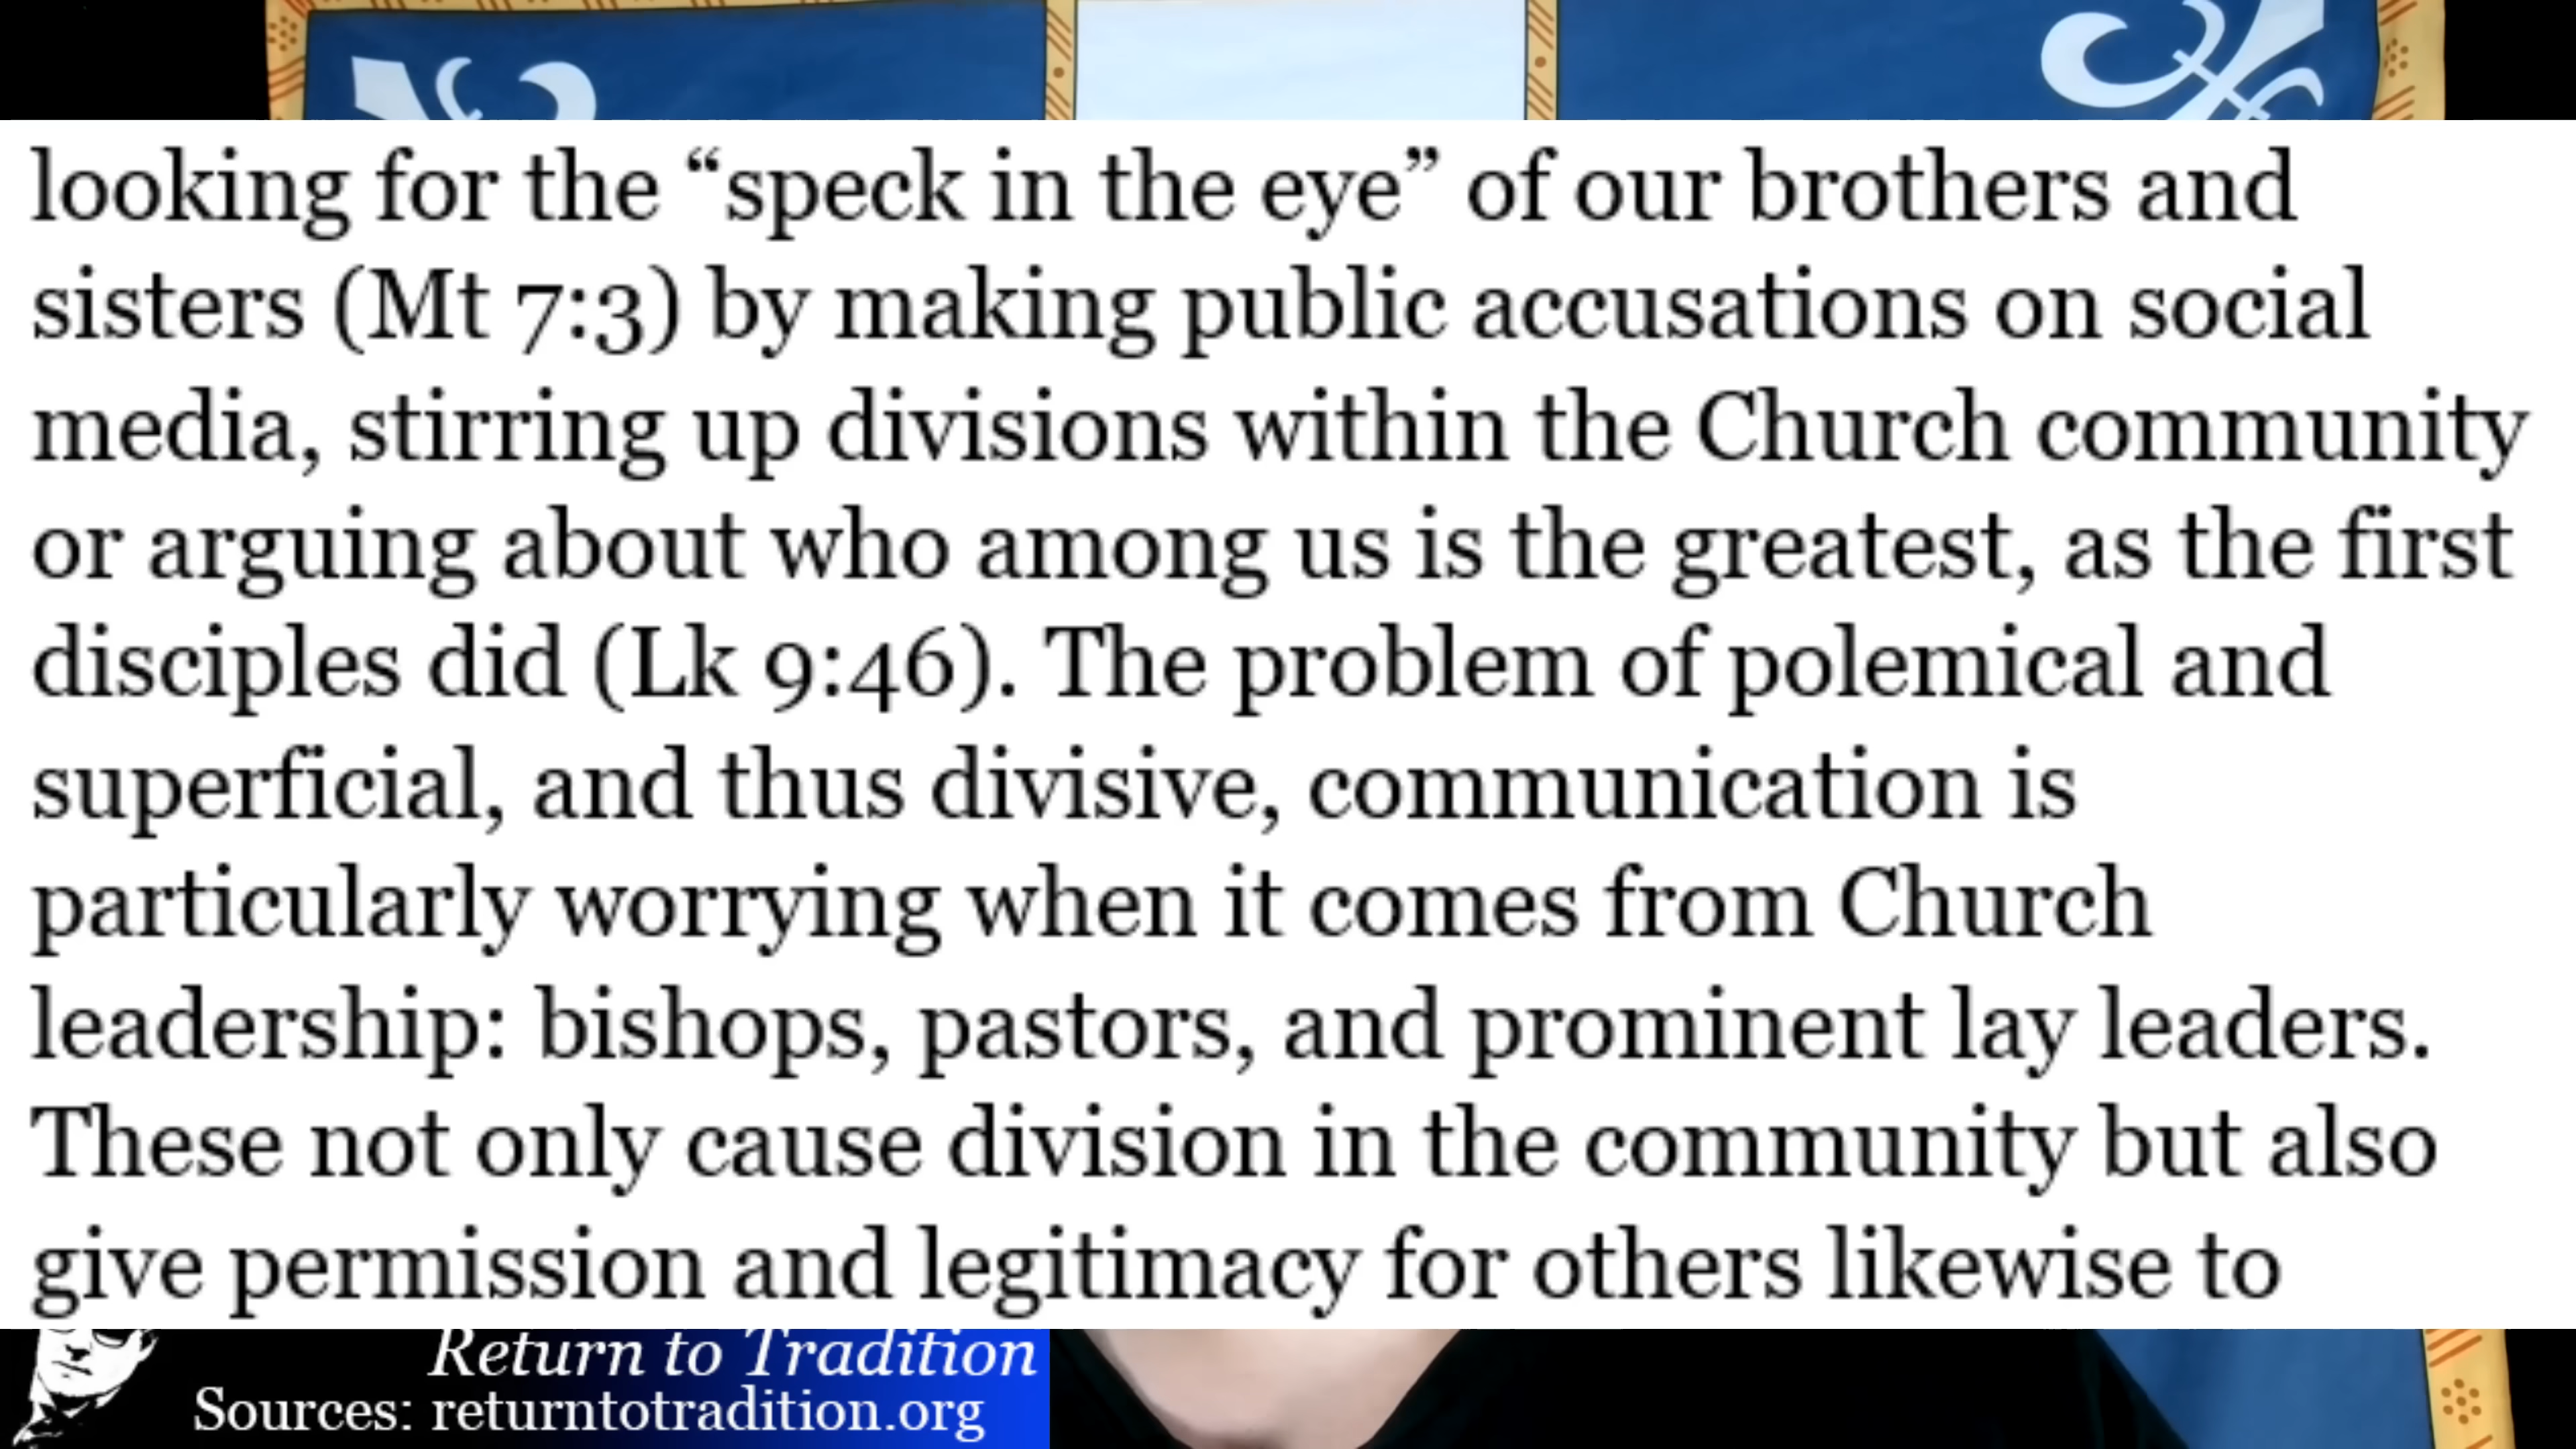 looking for the “speck in the eye” of our brothers and
sisters (Mt 7:3) by making public accusations on social
media, stirring up divisions within the Church community
or arguing about who among us is the greatest, as the first
disciples did (Lk 9:46). The problem of polemical and
superficial, and thus divisive, communication is
particularly worrying when it comes from Church
leadership: bishops, pastors, and prominent lay leaders.
These not only cause division in the community but also
give permission and legitimacy for others likewise to
Return to Tradition
Sources: returntotradition.org